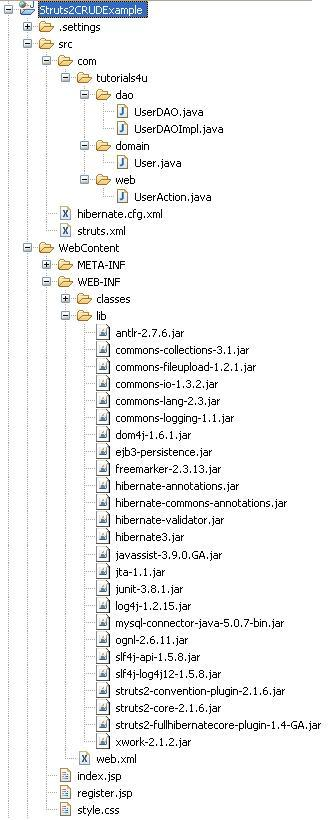 Struts2CRUDExample
.settings
src
com
tutorials4u
dao
UserDAO.java
UserDAOImpl.java
domain
User.java
web
UserAction.java
hibernate.cfg.xml
struts.xml
WebContent
META-INF
WEB-INF
classes
lib
antlr-2.7.6.jar
commons-collections-3.1.jar
commons-fileupload-1.2.1.jar
commons-io-1.3.2.jar
commons-lang-2.3.jar
commons-logging-1.1.jar
dom4j-1.6.1.jar
ejb3-persistence.jar
freemarker-2.3.13.jar
hibernate-annotations.jar
hibernate-commons-annotations.jar
hibernate-validator.jar
hibernate3.jar
javassist-3.9.0.GA.jar
jta-1.1.jar
junit-3.8.1.jar
log4j-1.2.15.jar
mysql-connector-java-5.0.7-bin.jar
ognl-2.6.11.jar
slf4j-api-1.5.8.jar
slf4j-log4j12-1.5.8.jar
struts2-convention-plugin-2.1.6.jar
struts2-core-2.1.6.jar
struts2-fullhibernatecore-plugin-1.4-GA.jar
xwork-2.1.2.jar
web.xml
index.jsp
register.jsp
style.css